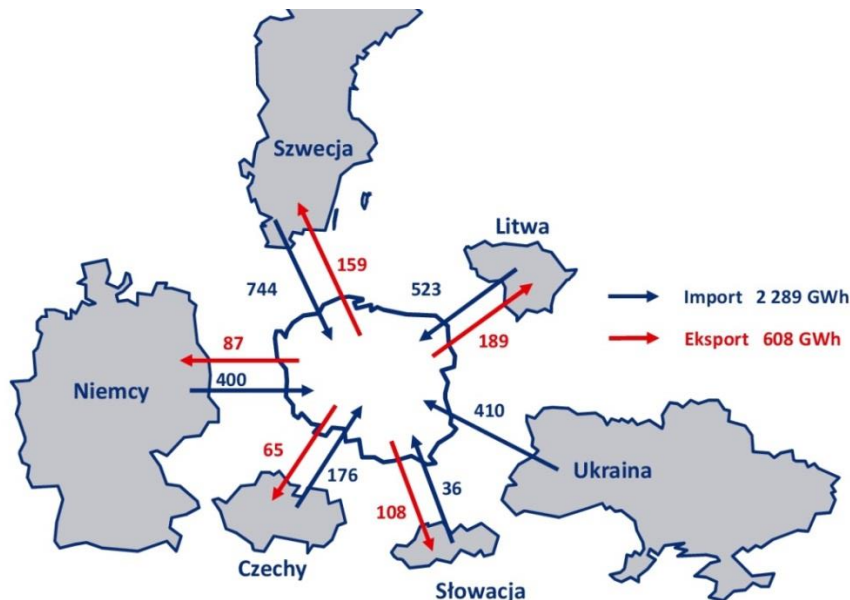 Szwecja
Litwa
159
744
523
Import 2 289 GWh
Eksport 608 GWh
87
189
Niemcy
400
410
65
176
36
Ukraina
108
Czechy
Słowacja